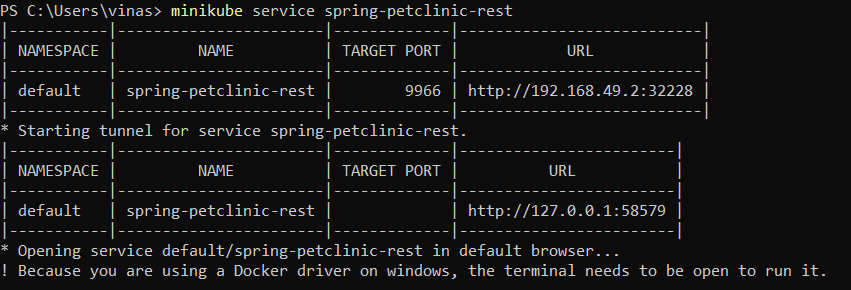 PS C:\Users\vinas> minikube service spring-petclinic-rest
|-----------|-----------------------|-------------|---------------------------|
| NAMESPACE |         NAME          | TARGET PORT |            URL            |
|-----------|-----------------------|-------------|---------------------------|
| default   | spring-petclinic-rest |        9966 | http://192.168.49.2:32228 |
|-----------|-----------------------|-------------|---------------------------|
* Starting tunnel for service spring-petclinic-rest.
|-----------|-----------------------|-------------|------------------------|
| NAMESPACE |         NAME          | TARGET PORT |          URL           |
|-----------|-----------------------|-------------|------------------------|
| default   | spring-petclinic-rest |             | http://127.0.0.1:58579 |
|-----------|-----------------------|-------------|------------------------|
* Opening service default/spring-petclinic-rest in default browser...
! Because you are using a Docker driver on windows, the terminal needs to be open to run it.